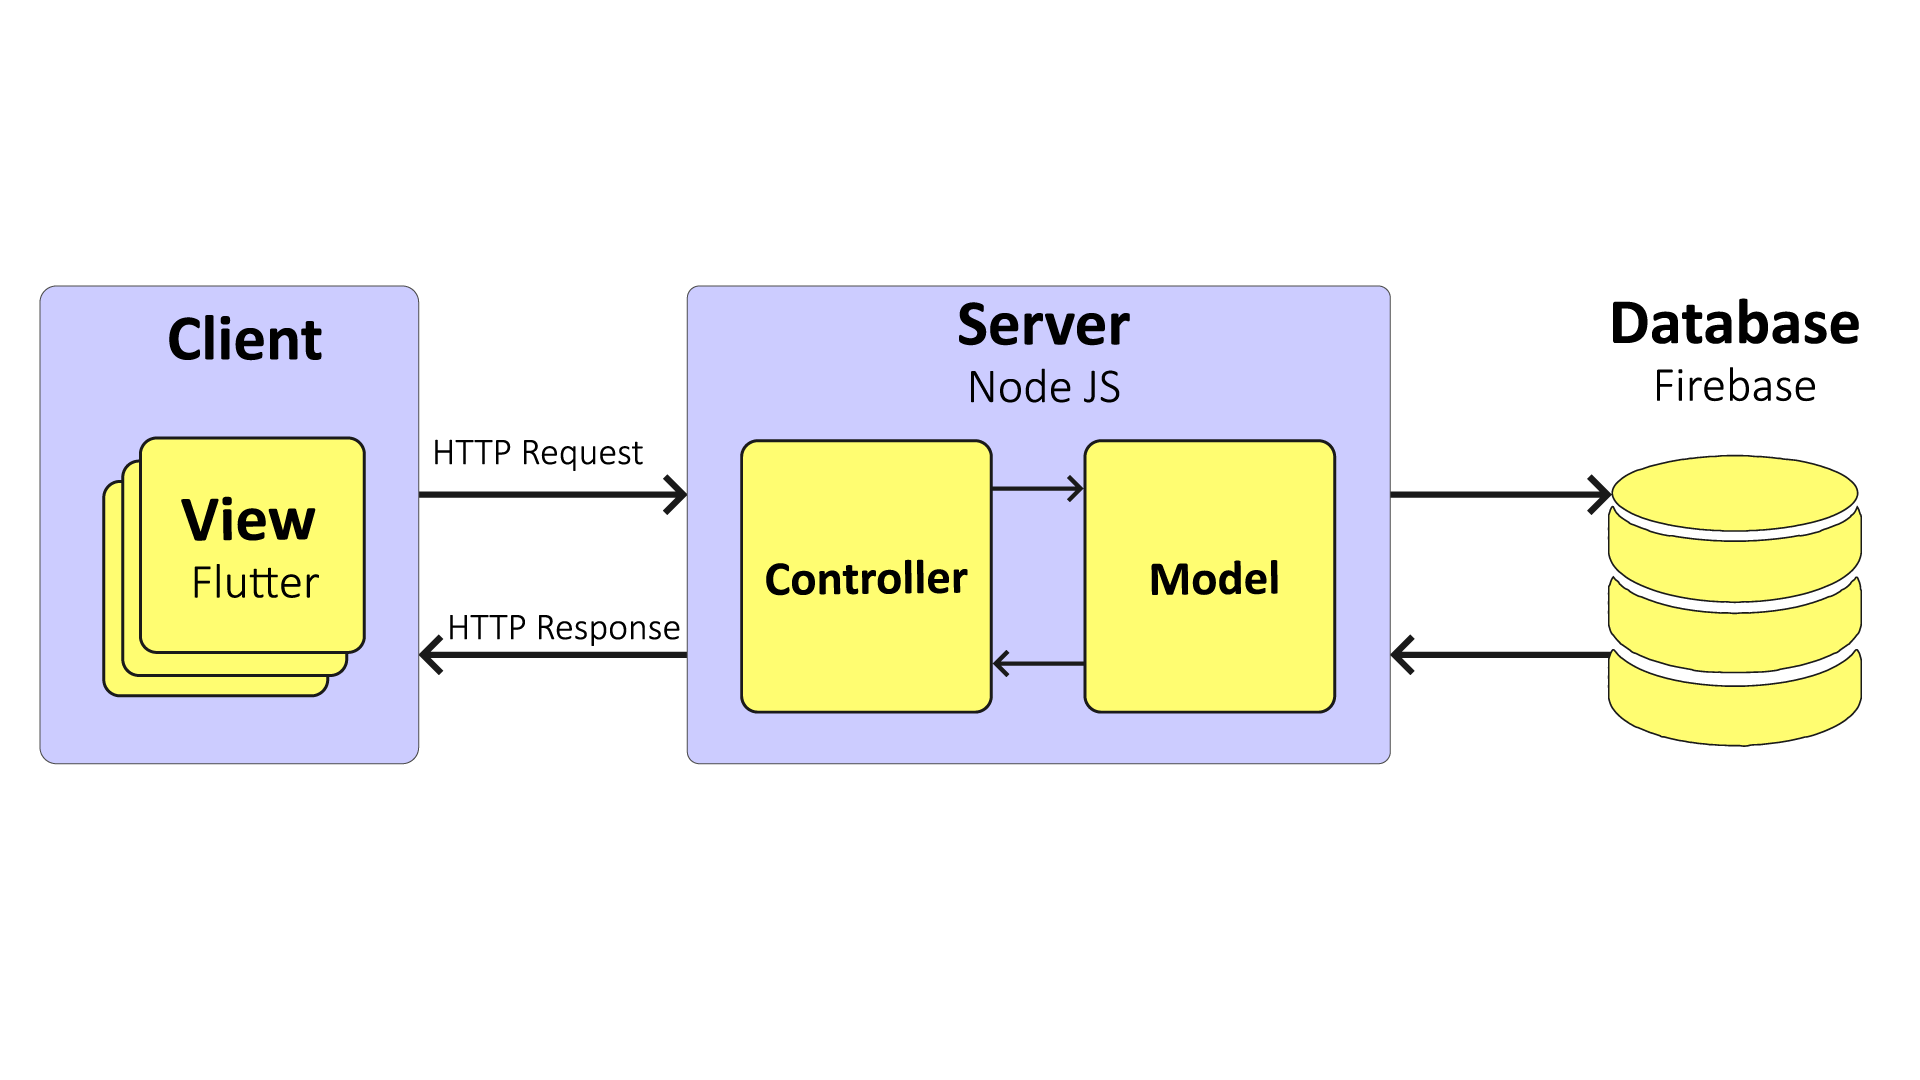 Client
View
Flutter
HTTP Request
HTTP Response
Server
Node JS
Controller
Model
Database
Firebase